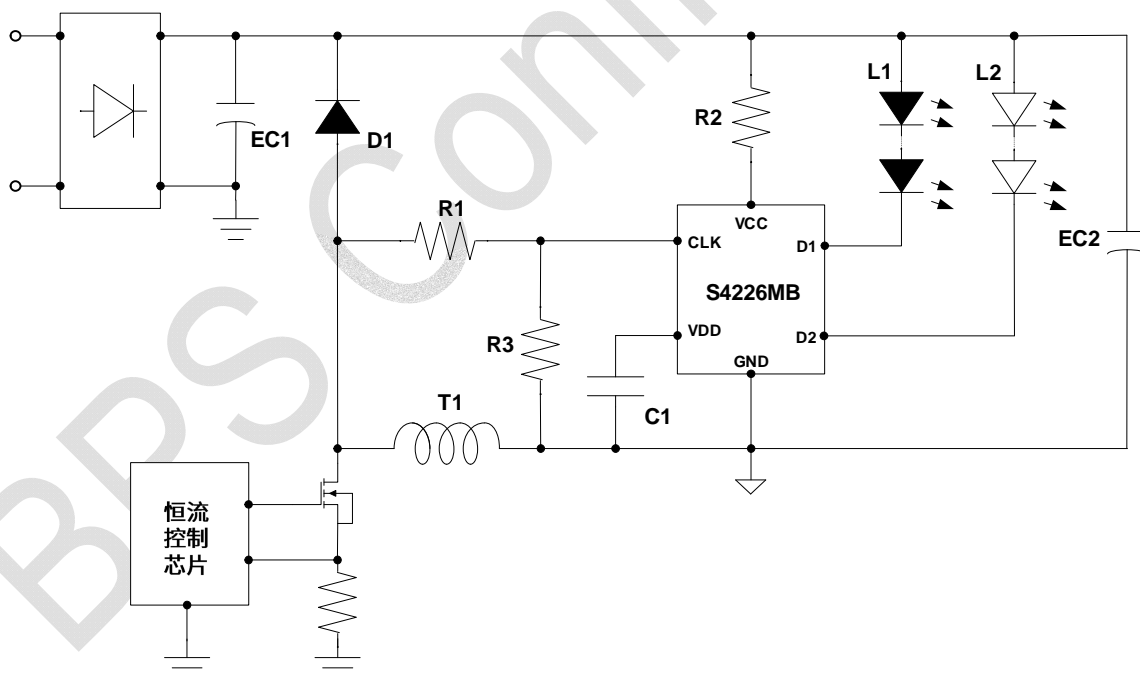 BPS Con
L1
L2
R2
EC1
D1
R1
VCC
CLK
D1
EC2
S4226MB
R3
VDD
D2
GND
T1
C1
恒流
控制
芯片